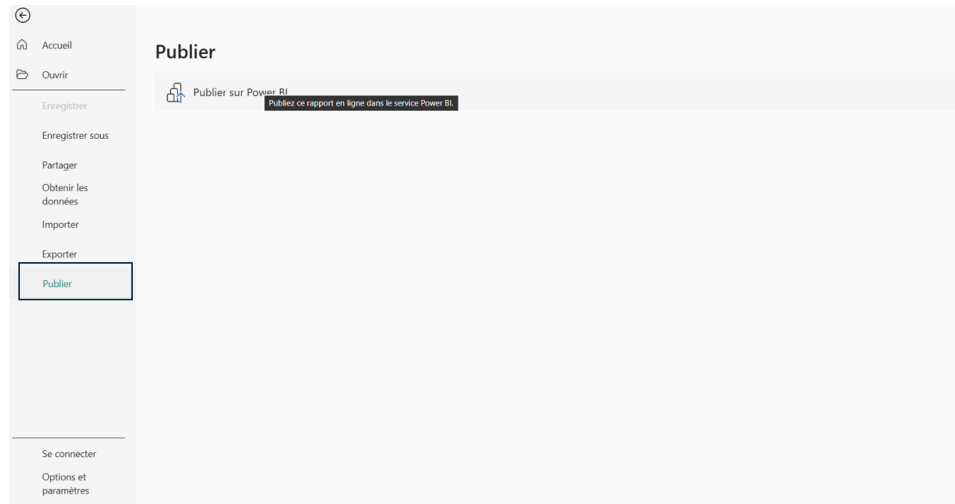 Accueil
Ouvrir
Enregistrer
Enregistrer sous
Partager
Obtenir les
données
Importer
Exporter
Publier
Se connecter
Options et
paramètres
Publier
Publier sur Power BI
Publiez ce rapport en ligne dans le service Power BI.